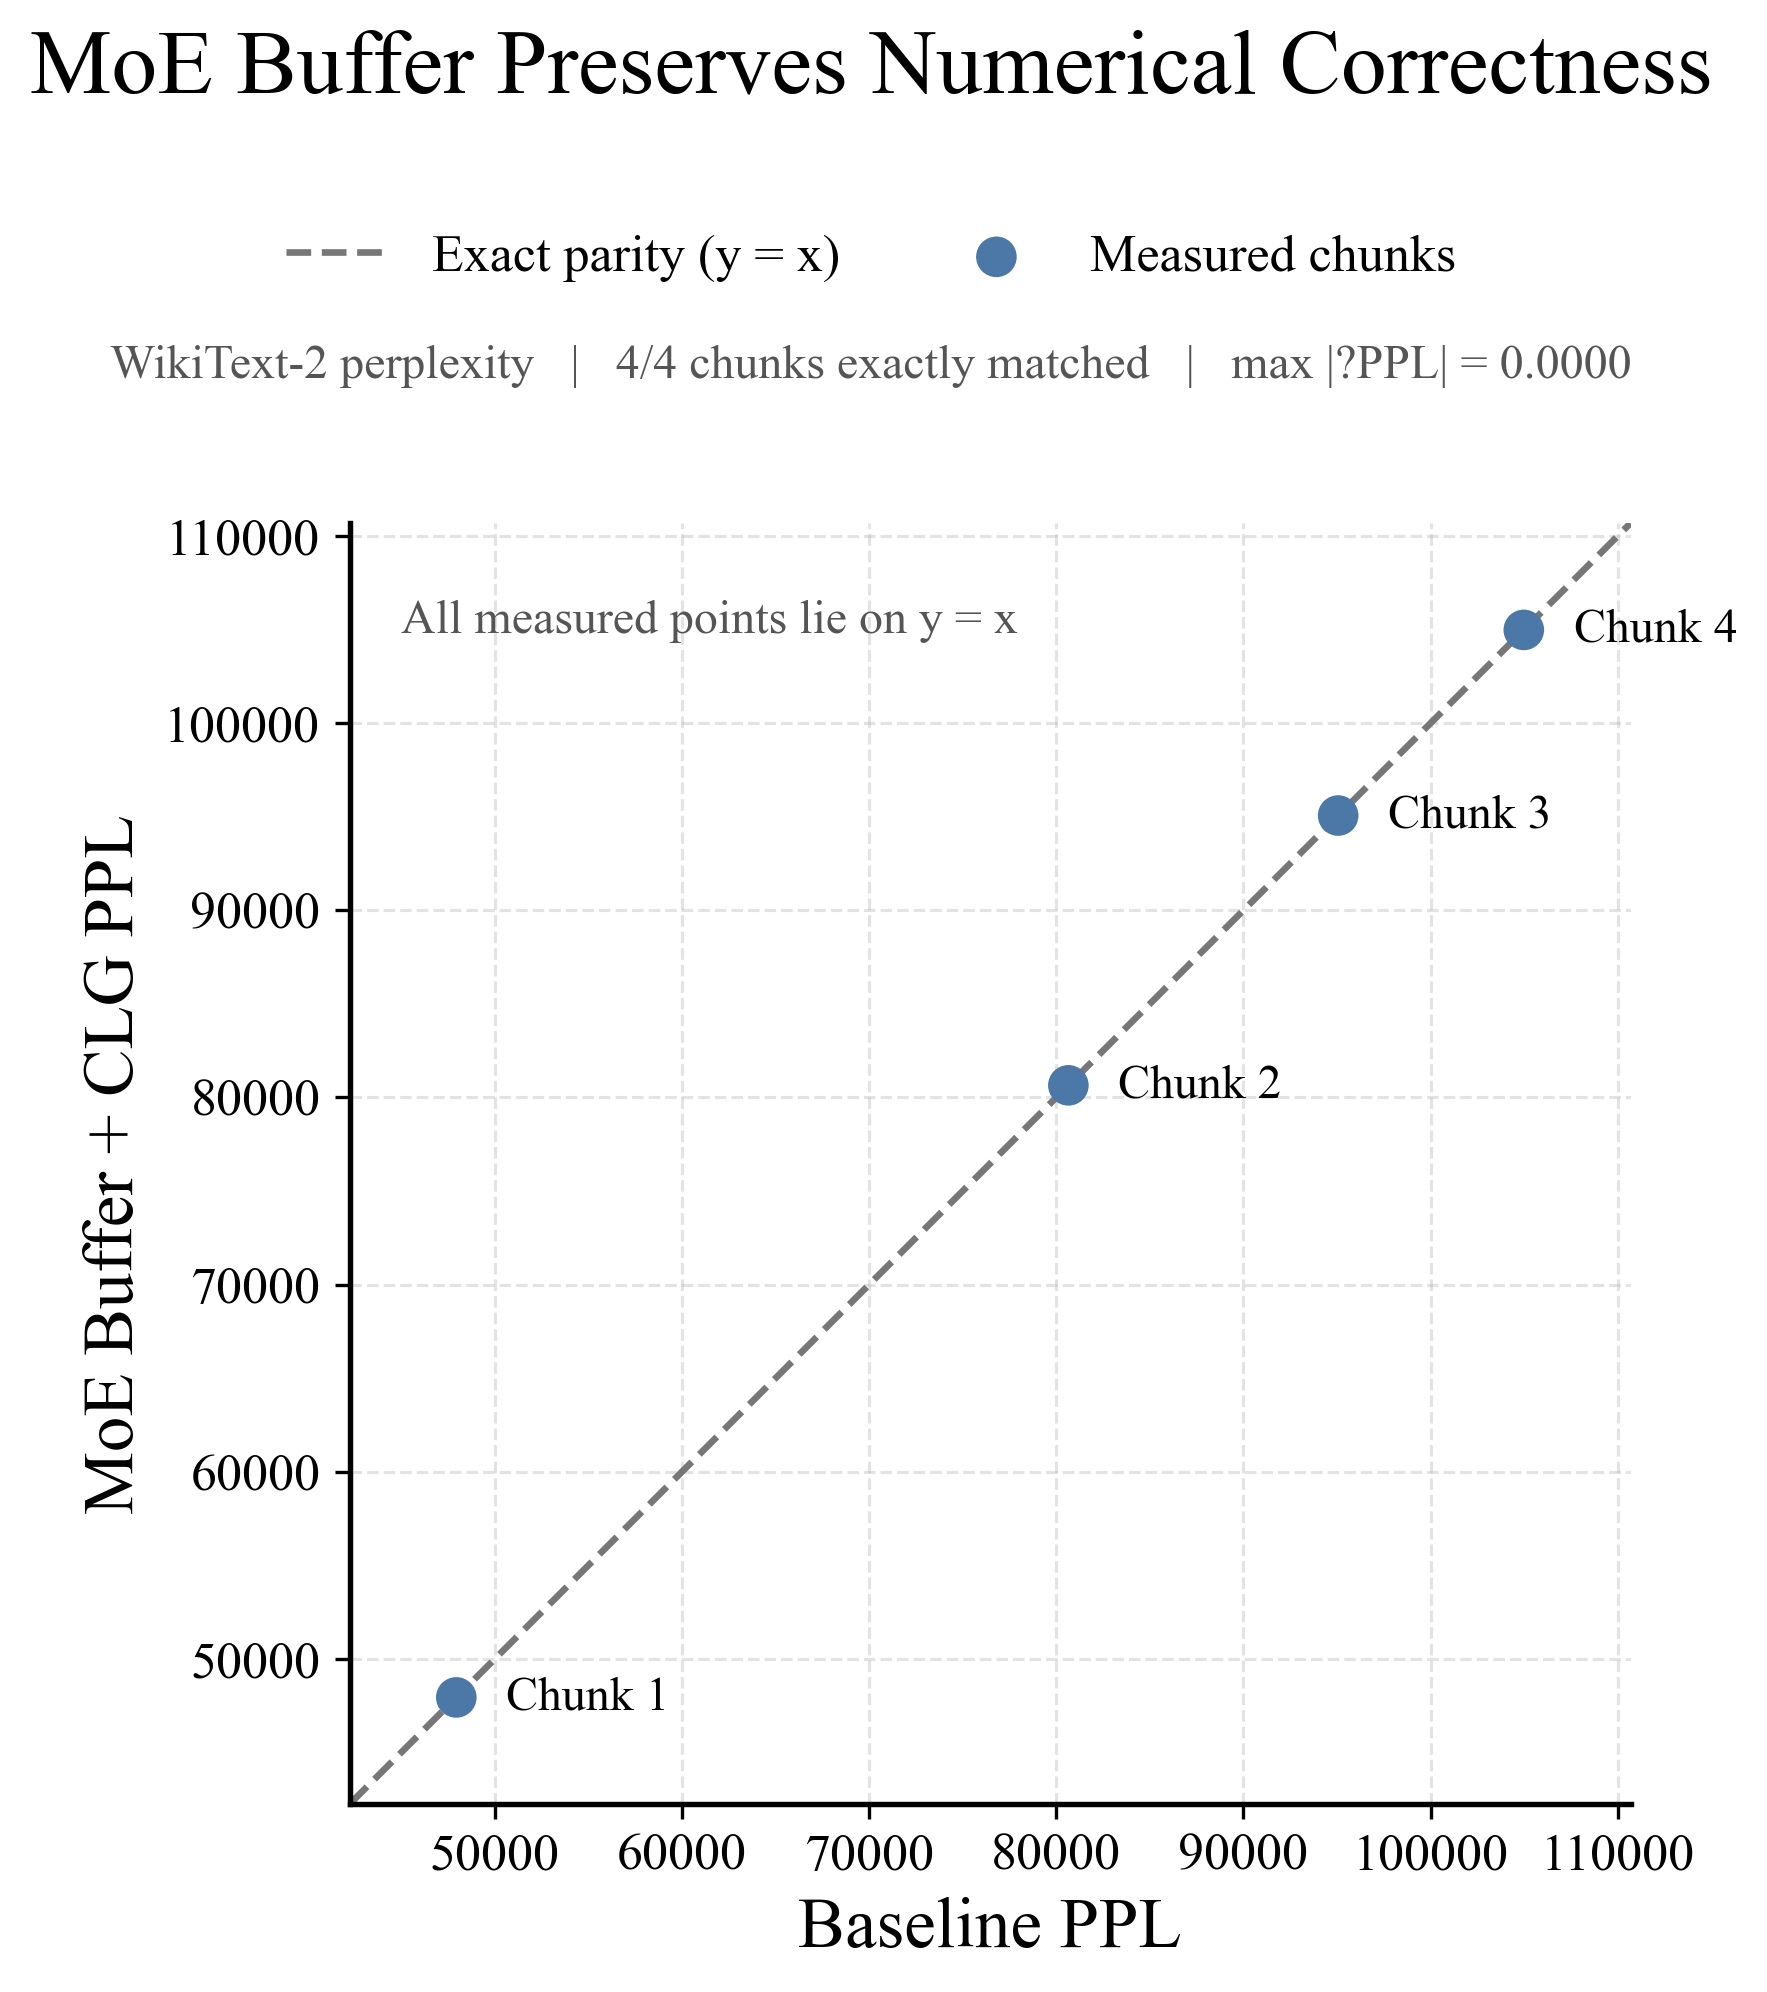 MoE Buffer Preserves Numerical Correctness
Exact parity (y = x)
Measured chunks
WikiText-2 perplexity | 4/4 chunks exactly matched | max |?PPL| = 0.0000
110000
All measured points lie on y = x
Chunk 4
100000
Chunk 3
90000
Chunk 2
80000
70000
60000
50000
Chunk 1
MoE Buffer + CLG PPL
50000 60000 70000 80000 90000 100000 110000
Baseline PPL